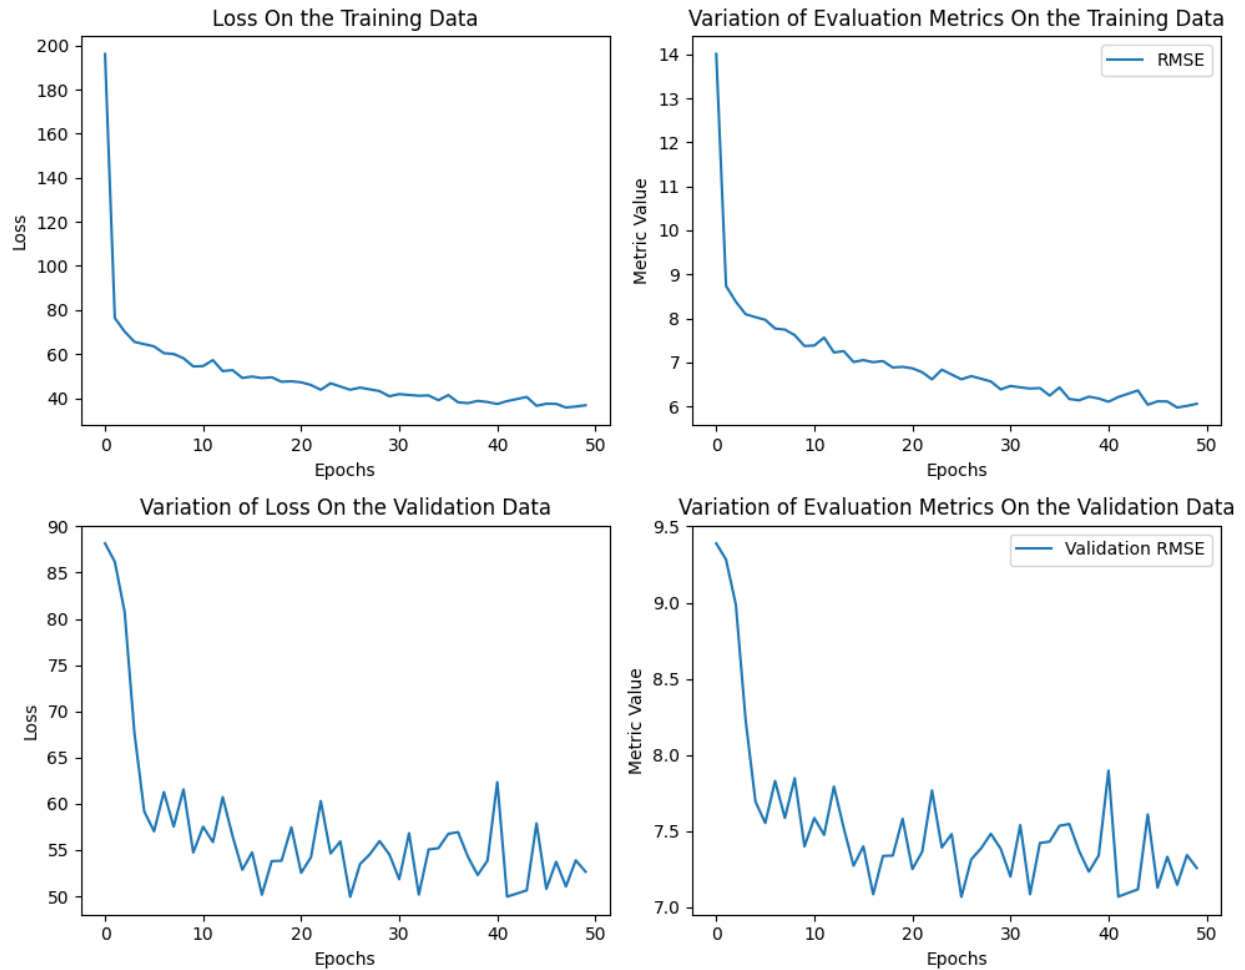 Loss On the Training Data
200
180
160
140
120
100
80
60
40
Loss
0 10 20 30 40 50
Epochs
Variation of Evaluation Metrics On the Training Data
RMSE
14
13
12
11
10
9
8
7
6
Metric Value
0 10 20 30 40 50
Epochs
Variation of Loss On the Validation Data
90
85
80
75
70
65
60
55
50
Loss
0 10 20 30 40 50
Epochs
Variation of Evaluation Metrics On the Validation Data
Validation RMSE
9.5
9.0
8.5
8.0
7.5
7.0
Metric Value
0 10 20 30 40 50
Epochs